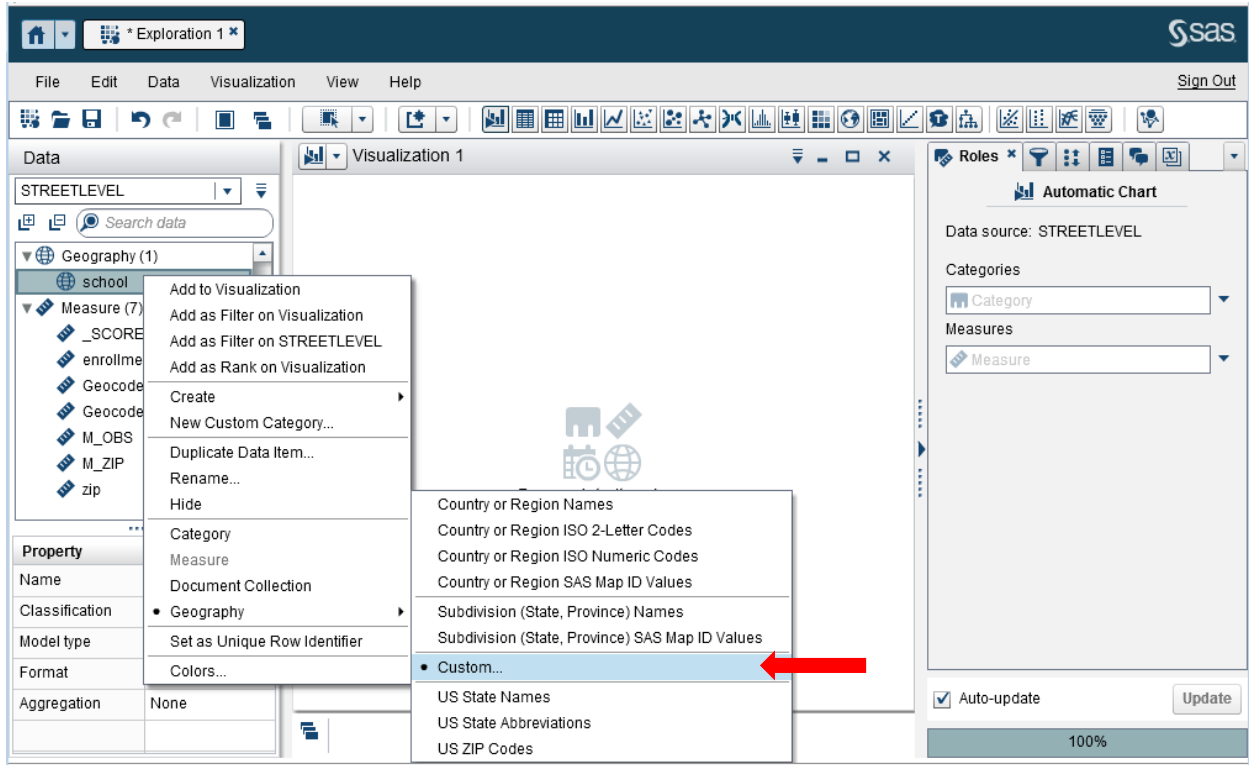 * Exploration 1
sas
File Edit Data Visualization View Help
Sign Out
Data
STREETLEVEL
Search data
Geography (1)
school
Measure (7)
_SCORE
enrollme
Geocode
Geocode
M_OBS
M_ZIP
zip
Property
Name
Classification
Model type
Format
Aggregation None
Add to Visualization
Add as Filter on Visualization
Add as Filter on STREETLEVEL
Add as Rank on Visualization
Create
New Custom Category...
Duplicate Data Item...
Rename...
Hide
Category
Measure
Document Collection
Geography
Set as Unique Row Identifier
Colors...
Visualization 1
Country or Region Names
Country or Region ISO 2-Letter Codes
Country or Region ISO Numeric Codes
Country or Region SAS Map ID Values
Subdivision (State, Province) Names
Subdivision (State, Province) SAS Map ID Values
Custom...
US State Names
US State Abbreviations
US ZIP Codes
Roles
Automatic Chart
Data source: STREETLEVEL
Categories
Category
Measures
Measure
Auto-update
Update
100%